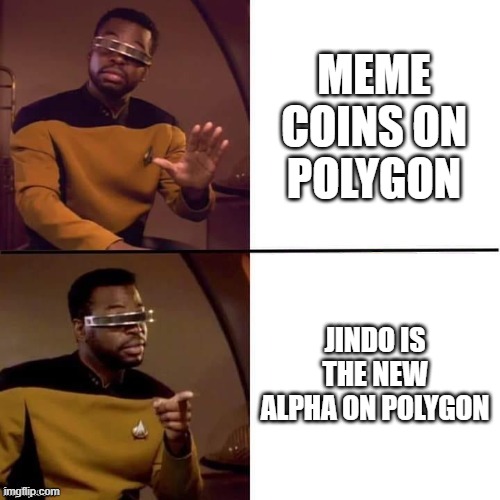 MEME
COINS ON
POLYGON
JINDO IS
THE NEW
ALPHA ON POLYGON
imgflip.com